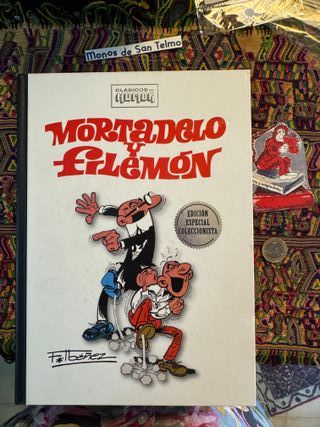 Monos de San Telmo
CLÁSICOS DEL
HUMOR
MORTADELO
Y
FILEMÓN
EDICIÓN
ESPECIAL
COLECCIONISTA
F. Ibáñez